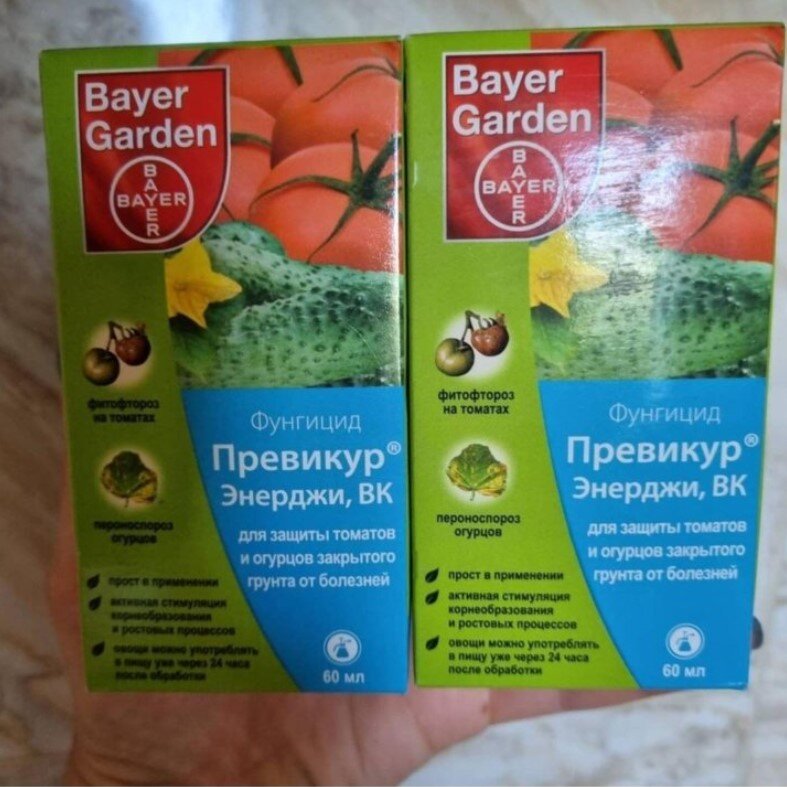 Bayer
Garden
BAYER
BAYER
фитофтороз
на томатах
пероноспороз
огурцов
Фунгицид
Превикур®
Энерджи, ВК
для защиты томатов
и огурцов закрытого
грунта от болезней
прост в применении
активная стимуляция
корнеобразования
и ростовых процессов
овощи можно употреблять
в пищу уже через 24 часа
после обработки
60 мл
Bayer
Garden
BAYER
BAYER
фитофтороз
на томатах
пероноспороз
огурцов
Фунгицид
Превикур®
Энерджи, ВК
для защиты томатов
и огурцов закрытого
грунта от болезней
прост в применении
активная стимуляция
корнеобразования
и ростовых процессов
овощи можно употреблять
в пищу уже через 24 часа
после обработки
60 мл